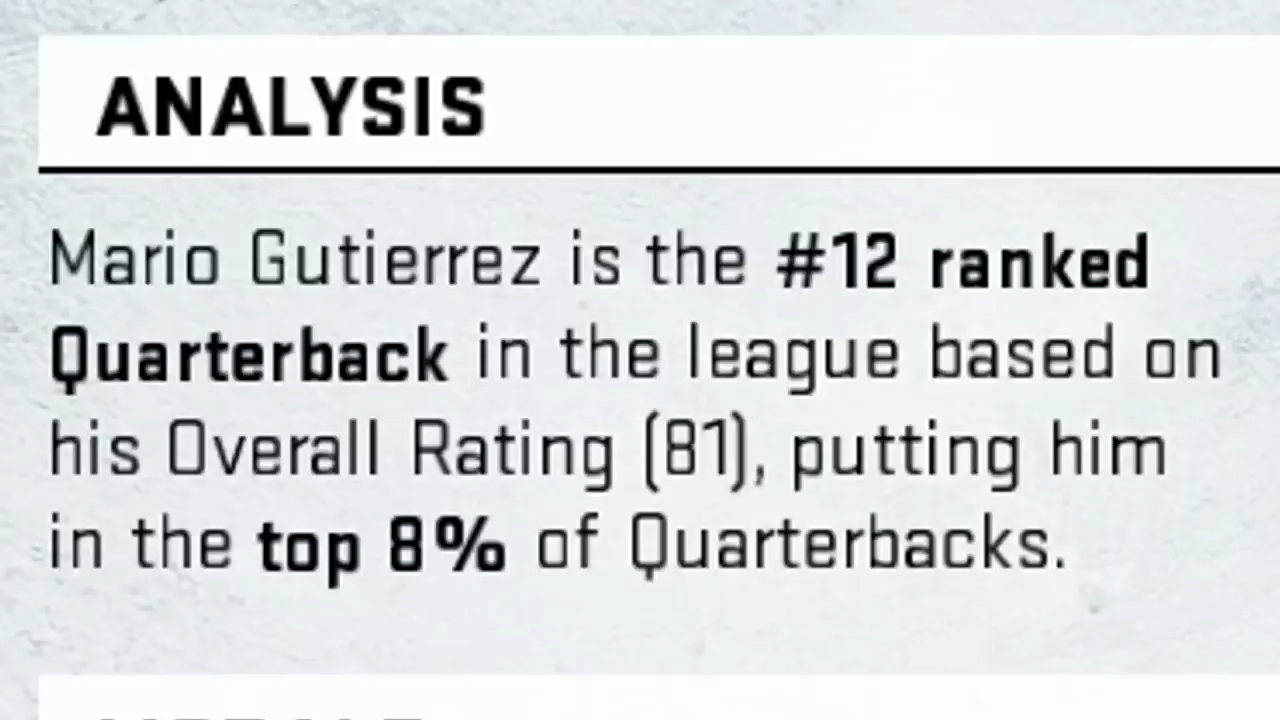 ANALYSIS
Mario Gutierrez is the #12 ranked
Quarterback in the league based on
his Overall Rating (81), putting him
in the top 8% of Quarterbacks.